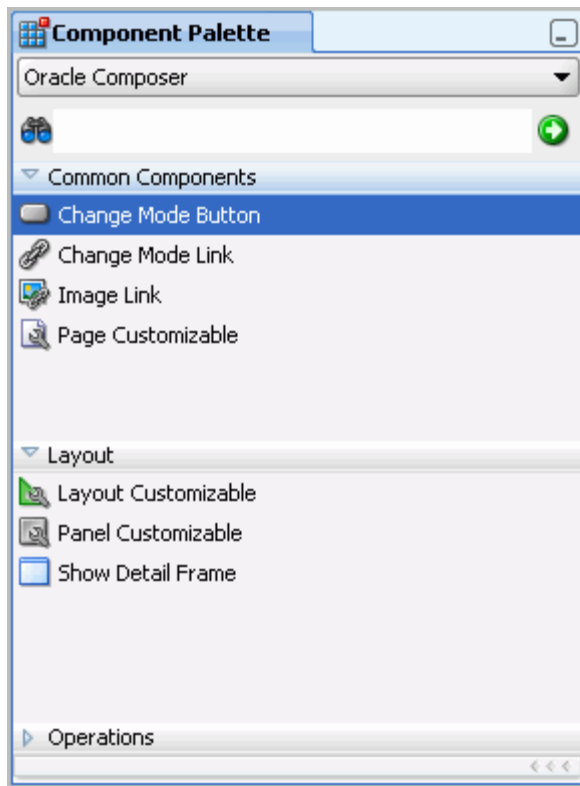 Component Palette
Oracle Composer
Common Components
Change Mode Button
Change Mode Link
Image Link
Page Customizable
Layout
Layout Customizable
Panel Customizable
Show Detail Frame
Operations